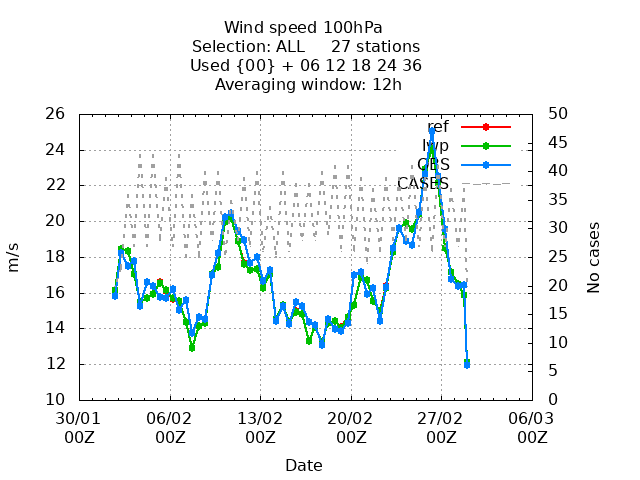 Wind speed 100hPa
Selection: ALL 27 stations
Used {00} + 06 12 18 24 36
Averaging window: 12h
26
24
22
20
18
16
14
12
10
m/s
50
45
40
35
30
25
20
15
10
5
0
No cases
ref
lwp
OBS
CASES
30/01 06/02 13/02 20/02 27/02 06/03
00Z 00Z 00Z 00Z 00Z 00Z
Date